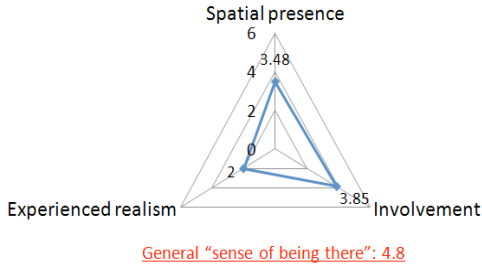 Spatial presence
6
3.48
4
2
0
2
3.85
Experienced realism
Involvement
General “sense of being there”: 4.8